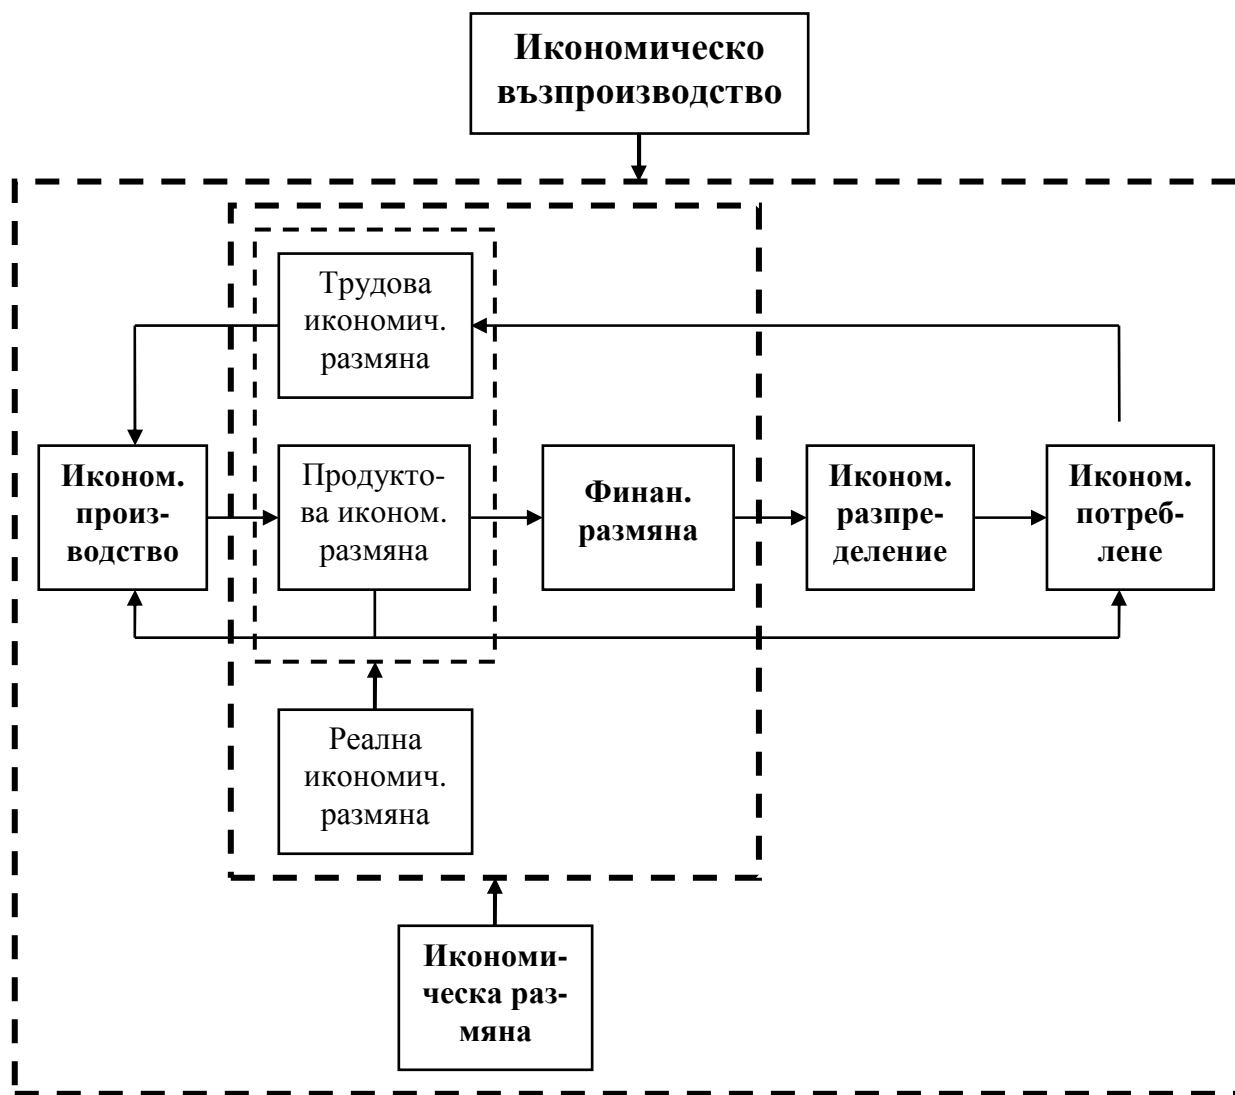 Икономическо
възпроизводство
Трудова
икономич.
размяна
Иконом.
произ-
водство
Продукто-
ва иконом.
размяна
Финан.
размяна
Иконом.
разпре-
деление
Иконом.
потреб-
лене
Реална
икономич.
размяна
Икономи-
ческа раз-
мяна